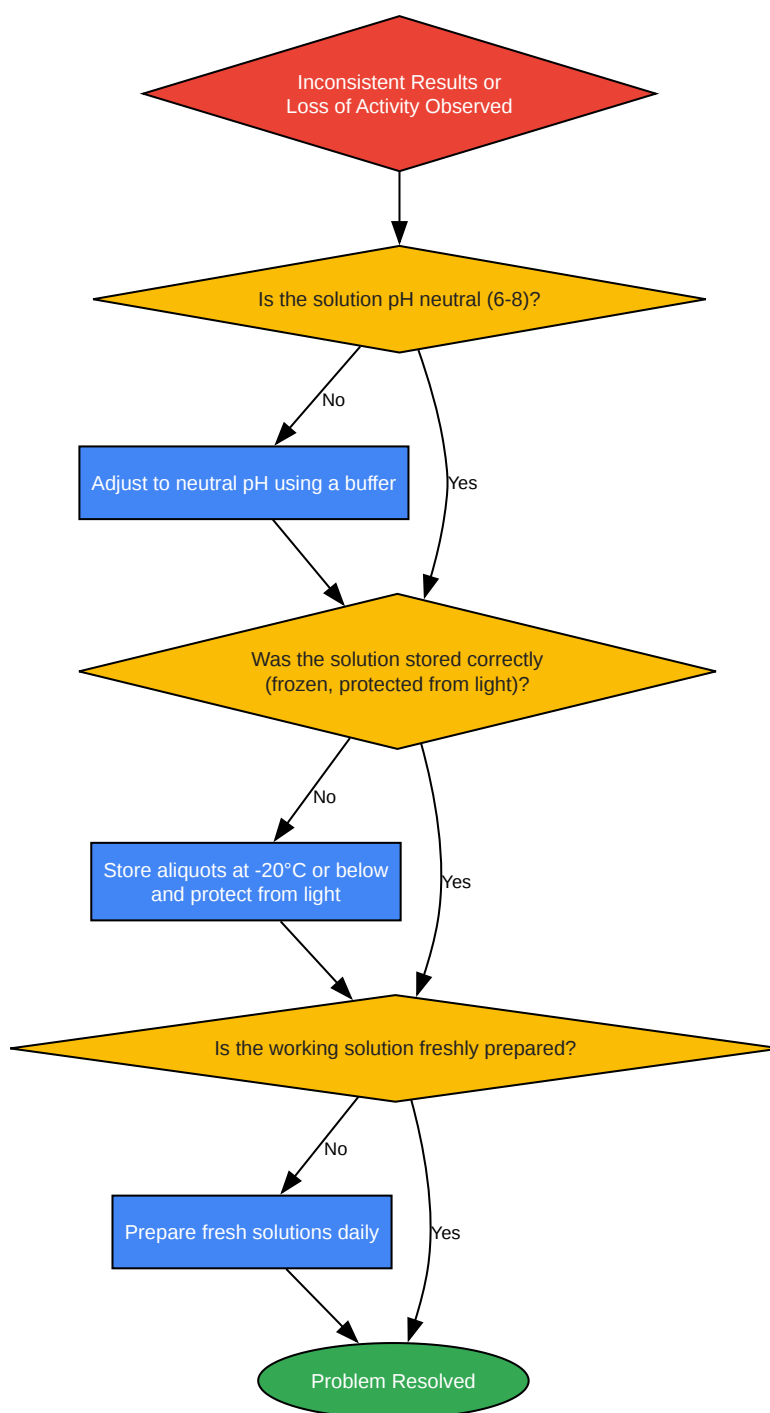 Inconsistent Results or
Loss of Activity Observed
Is the solution pH neutral (6-8)?
No
Adjust to neutral pH using a buffer
Yes
Was the solution stored correctly
(frozen, protected from light)?
No
Store aliquots at -20°C or below
and protect from light
Yes
Is the working solution freshly prepared?
No
Prepare fresh solutions daily
Yes
Problem Resolved